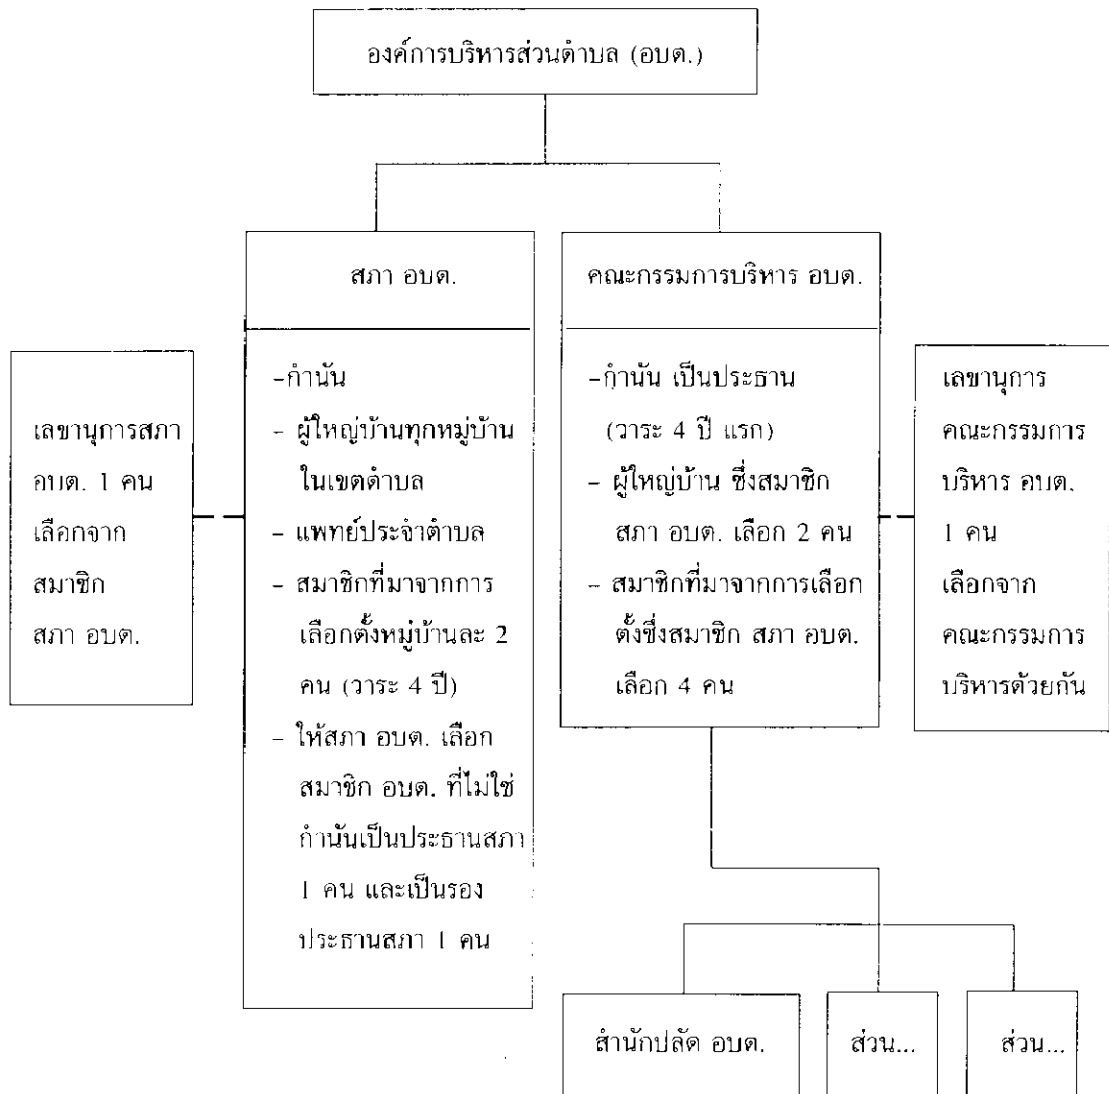 องค์การบริหารส่วนตำบล (อบต.)
สภา อบต.
-กำนัน
- ผู้ใหญ่บ้านทุกหมู่บ้าน
ในเขตตำบล
- แพทย์ประจำตำบล
- สมาชิกที่มาจากการ
เลือกตั้งหมู่บ้านละ 2
คน (วาระ 4 ปี)
- ให้สภา อบต. เลือก
สมาชิก อบต. ที่ไม่ใช่
กำนันเป็นประธานสภา
1 คน และเป็นรอง
ประธานสภา 1 คน
เลขานุการสภา
อบต. 1 คน
เลือกจาก
สมาชิก
สภา อบต.
คณะกรรมการบริหาร อบต.
-กำนัน เป็นประธาน
(วาระ 4 ปี แรก)
- ผู้ใหญ่บ้าน ซึ่งสมาชิก
สภา อบต. เลือก 2 คน
- สมาชิกที่มาจากการเลือก
ตั้งซึ่งสมาชิก สภา อบต.
เลือก 4 คน
เลขานุการ
คณะกรรมการ
บริหาร อบต.
1 คน
เลือกจาก
คณะกรรมการ
บริหารด้วยกัน
สำนักปลัด อบต.
ส่วน...
ส่วน...